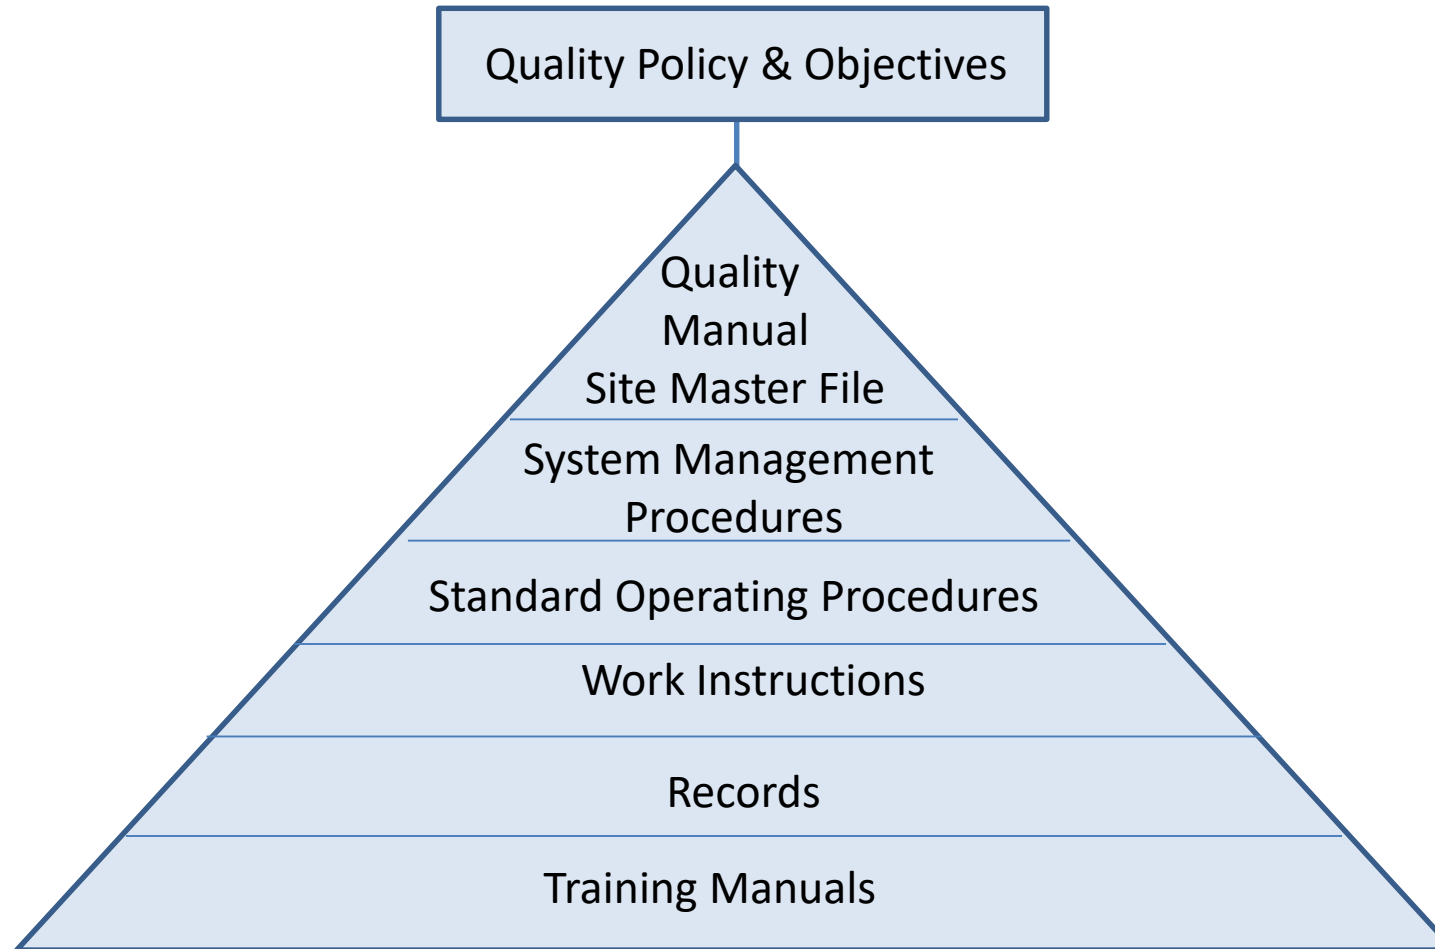 Quality Policy & Objectives
Quality
Manual
Site Master File
System Management
Procedures
Standard Operating Procedures
Work Instructions
Records
Training Manuals